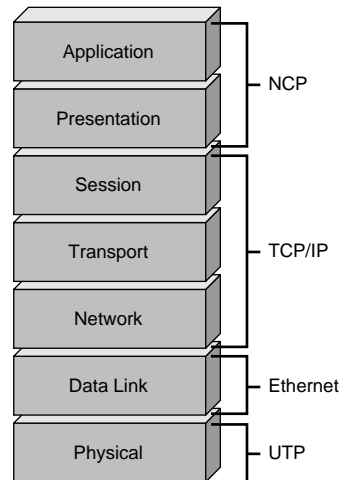 Application
NCP
Presentation
Session
Transport
TCP/IP
Network
Data Link
Ethernet
Physical
UTP